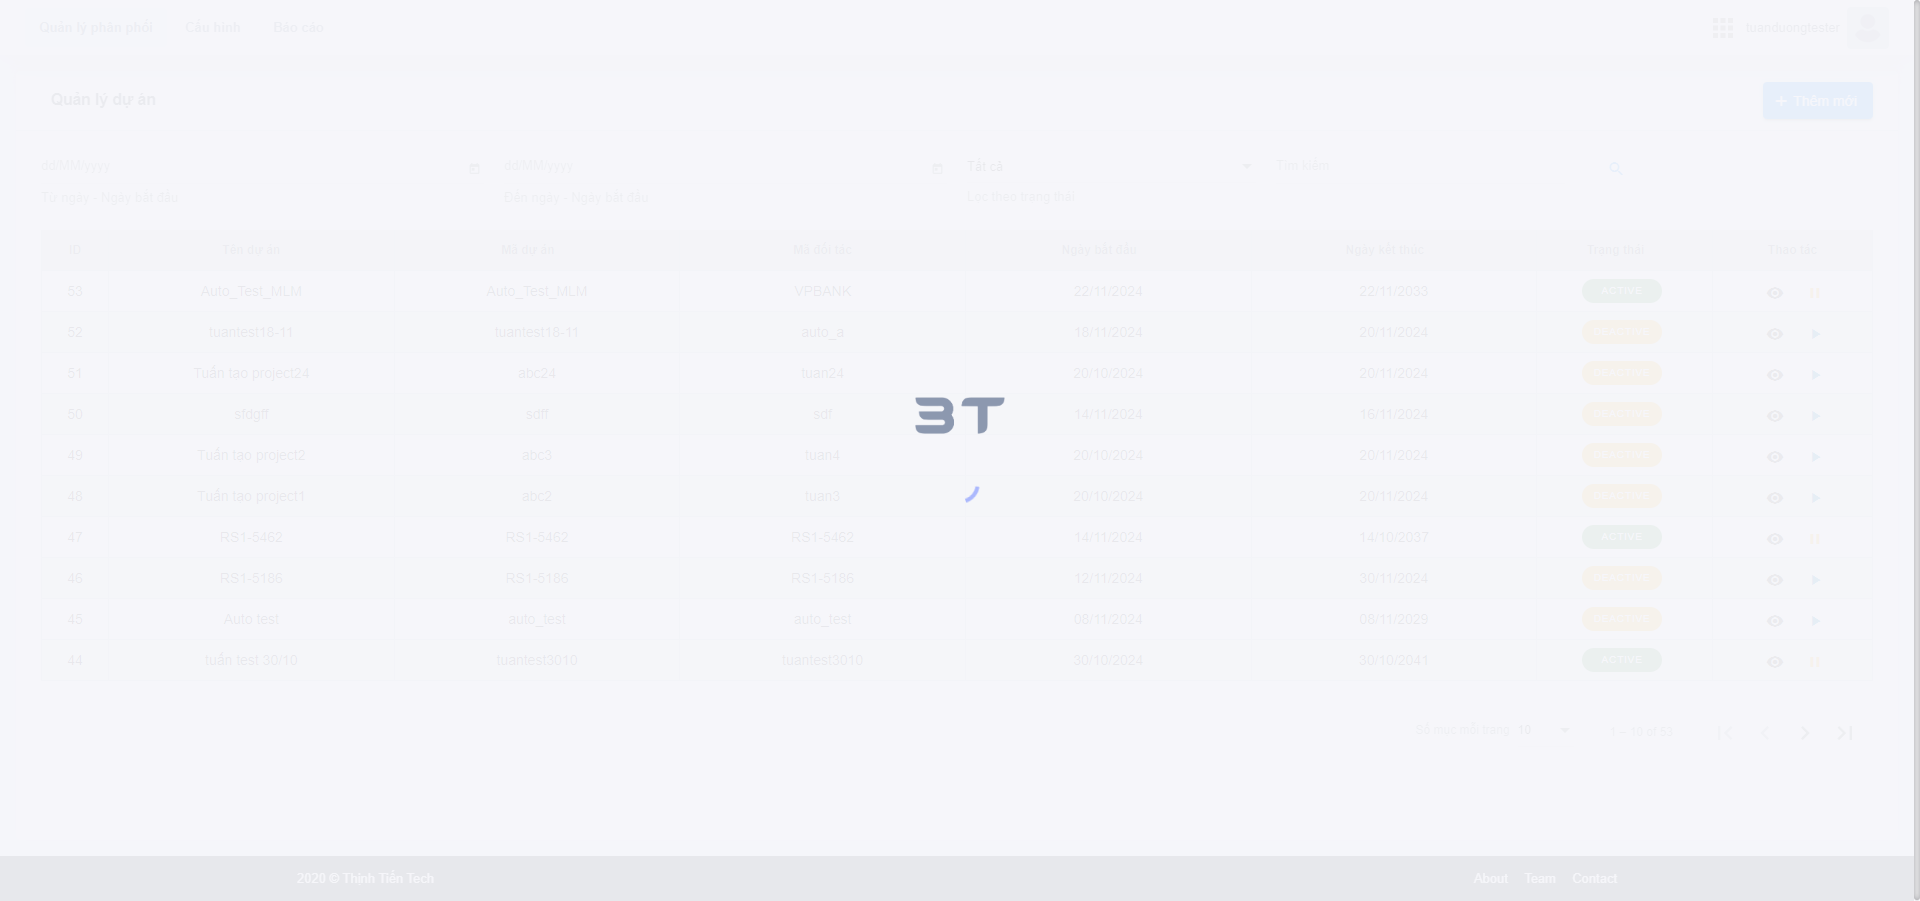 Quản lý phân phối Cấu hình Báo cáo tuanduongtester
Quản lý dự án + Thêm mới
dd/MM/yyyy dd/MM/yyyy Tất cả Tìm kiếm
Từ ngày - Ngày bắt đầu Đến ngày - Ngày bắt đầu Lọc theo trạng thái
ID Tên dự án Mã dự án Mã đối tác Ngày bắt đầu Ngày kết thúc Trạng thái Thao tác
53 Auto_Test_MLM Auto_Test_MLM VPBANK 22/11/2024 22/11/2033 ACTIVE
52 tuantest18-11 tuantest18-11 auto_a 18/11/2024 20/11/2024
51 Tuấn tạo project24 abc24 tuan24 20/10/2024 20/11/2024
50 sfdgff sdff sdf 14/11/2024 16/11/2024
3T
49 Tuấn tạo project2 abc3 tuan4 20/10/2024 20/11/2024
48 Tuấn tạo project1 abc2 tuan3 20/10/2024 20/11/2024
47 RS1-5462 RS1-5462 RS1-5462 14/11/2024 14/10/2037 ACTIVE
46 RS1-5186 RS1-5186 RS1-5186 12/11/2024 30/11/2024
45 Auto test auto_test auto_test 08/11/2024 08/11/2029
44 tuấn test 30/10 tuantest3010 tuantest3010 30/10/2024 30/10/2041 ACTIVE
Số mục mỗi trang 10 1 – 10 of 53
2020 © Thịnh Tiến Tech About Team Contact